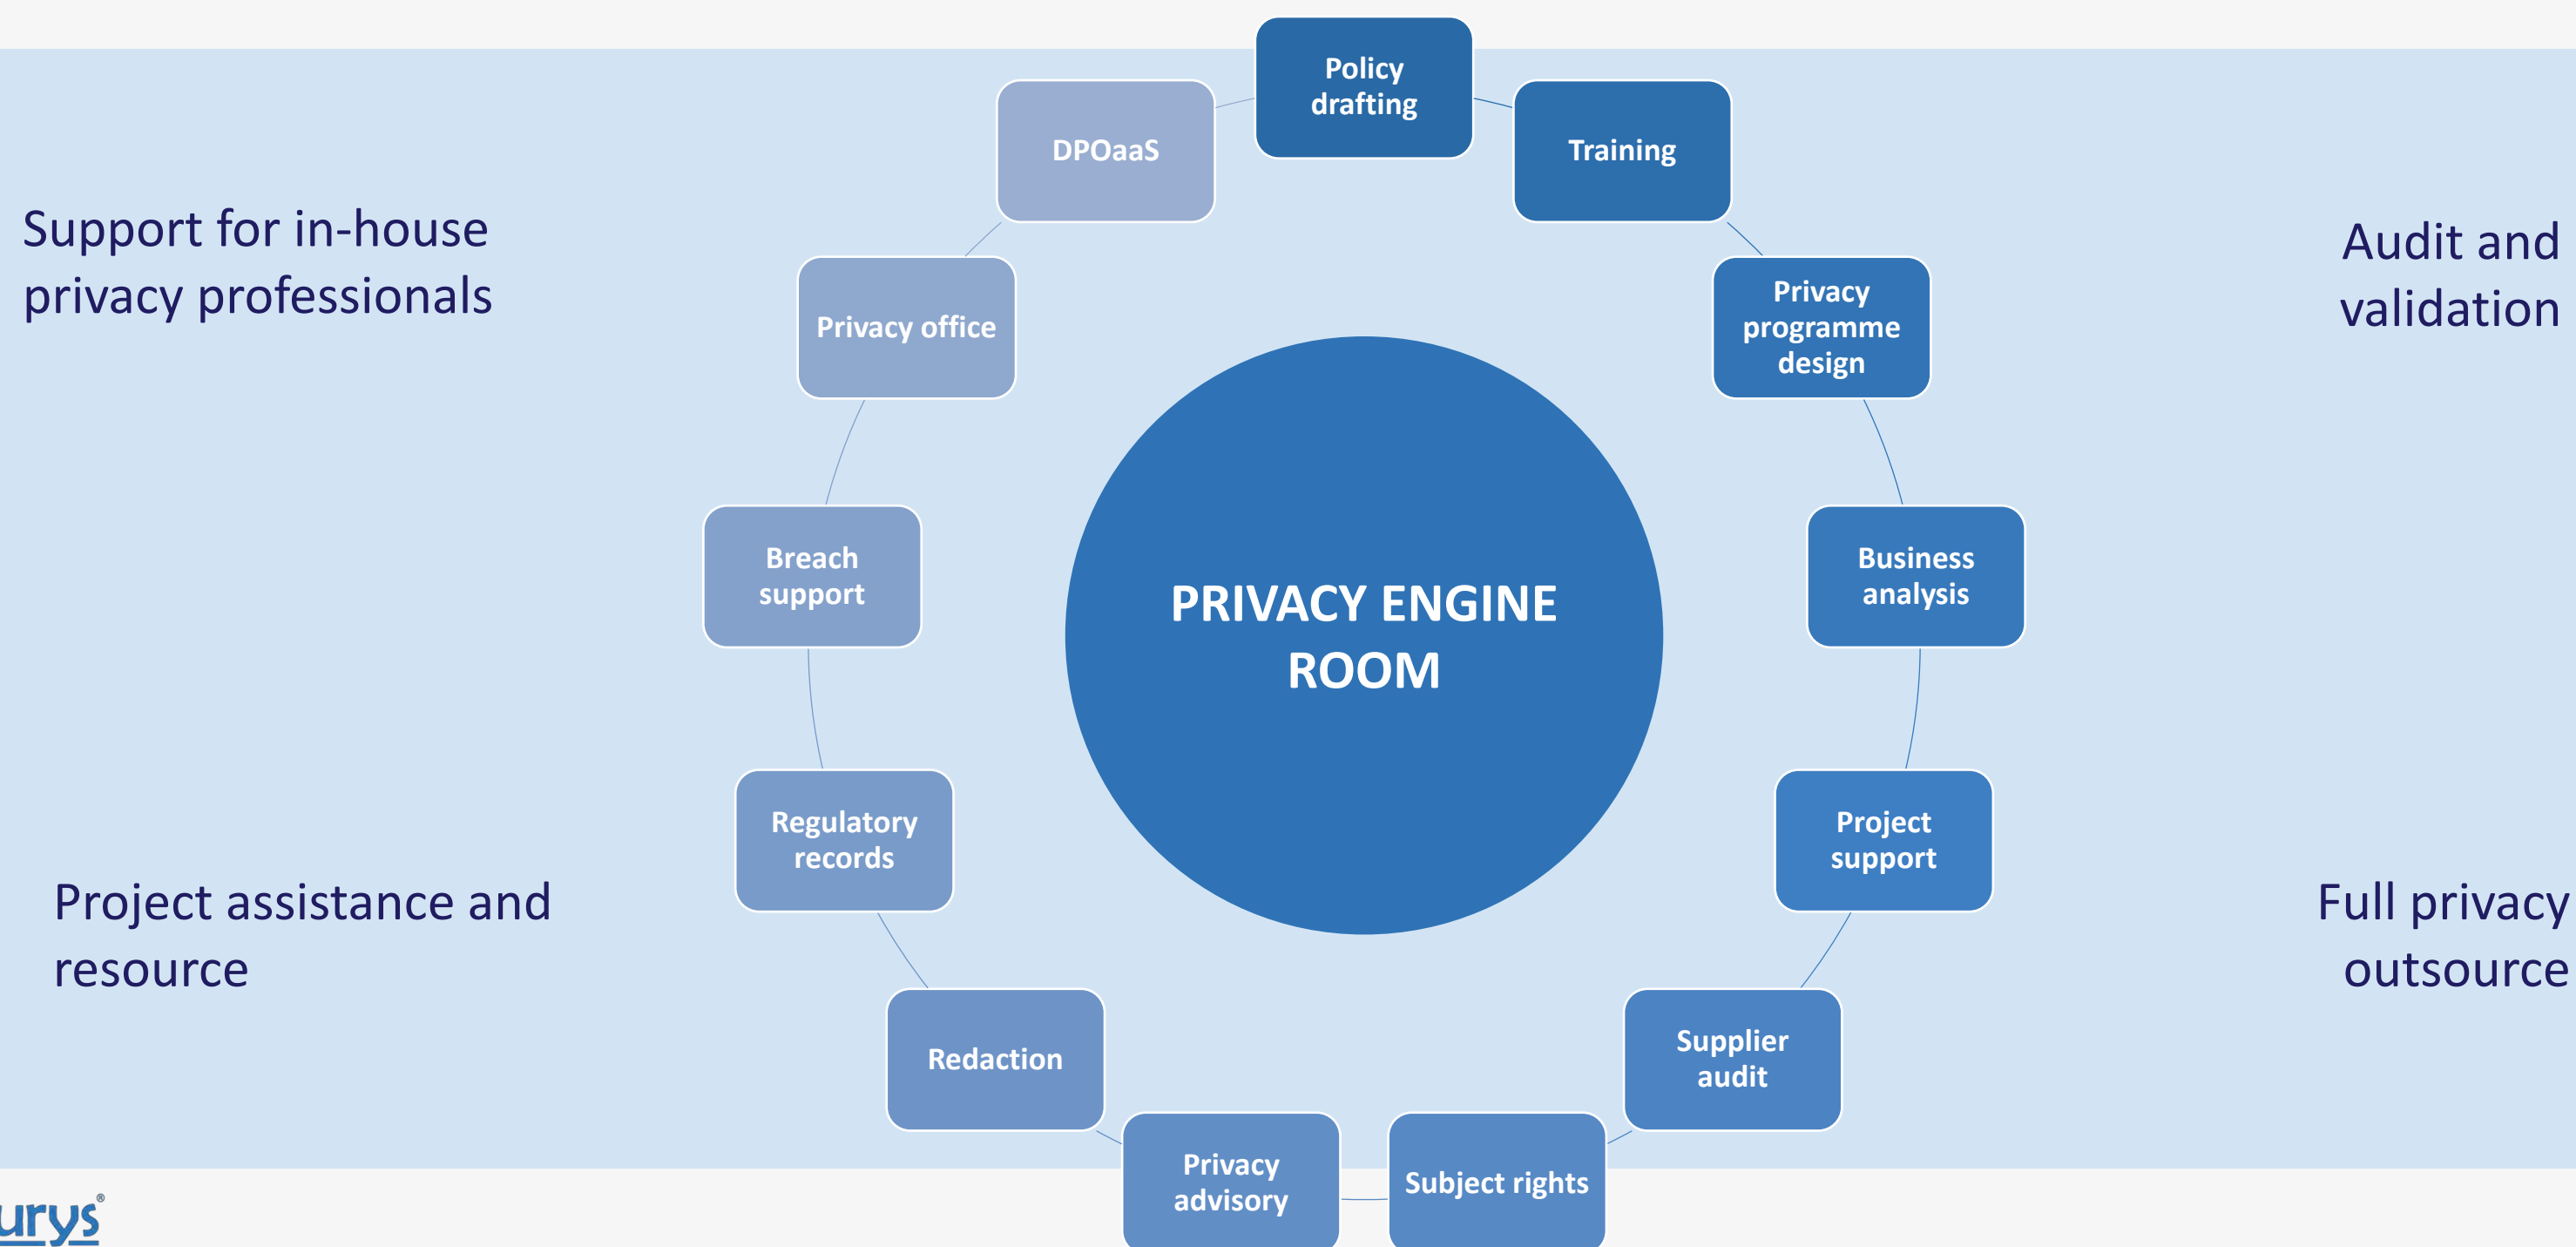 Policy
drafting
Training
Privacy
programme
design
Business
analysis
Project
support
Supplier
audit
Subject rights
Privacy
advisory
Redaction
Regulatory
records
Breach
support
Privacy office
DPOaaS
PRIVACY ENGINE
ROOM
Support for in-house
privacy professionals
Audit and
validation
Project assistance and
resource
Full privacy
outsource
urys®